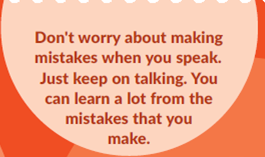 Don't worry about making
mistakes when you speak.
Just keep on talking. You
can learn a lot from the
mistakes that you
make.